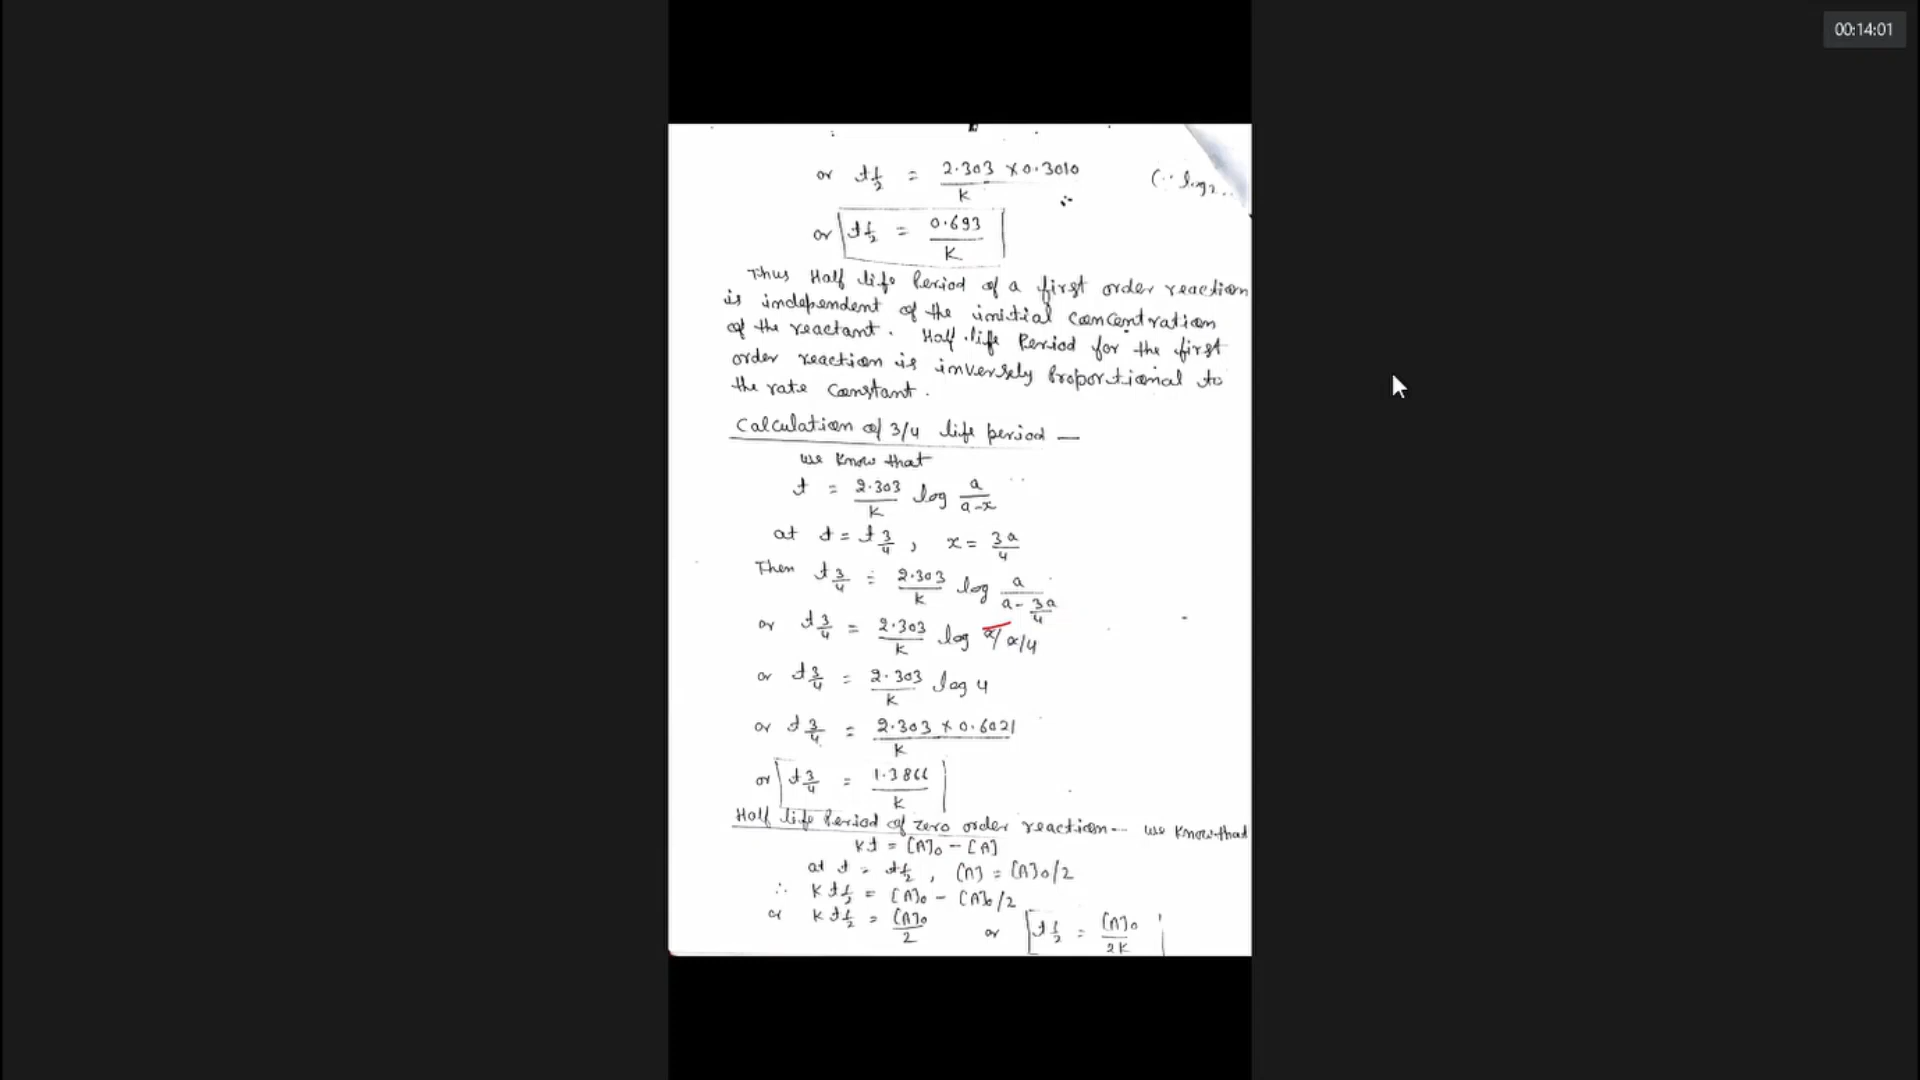 00:14:01
or t½ = 2.303 × 0.3010 / K (∵ log2..
or t½ = 0.693 / K
Thus Half life Period of a first order reaction
is independent of the initial concentration
of the reactant. Half life Period for the first
order reaction is inversely Proportional to
the rate constant.
Calculation of 3/4 life period —
we know that
t = 2.303/K log a/a-x
at t = t3/4 , x = 3a/4
Then t3/4 = 2.303/K log a/(a - 3a/4)
or t3/4 = 2.303/K log a/a/4
or t3/4 = 2.303/K log 4
or t3/4 = 2.303 × 0.6021 / K
or t3/4 = 1.3866 / K
Half life Period of zero order reaction-- we know that
Kt = [A]0 - [A]
at t = t½ , [A] = [A]0/2
∴ K t½ = [A]0 - [A]0/2
or K t½ = [A]0/2 or t½ = [A]0/2K